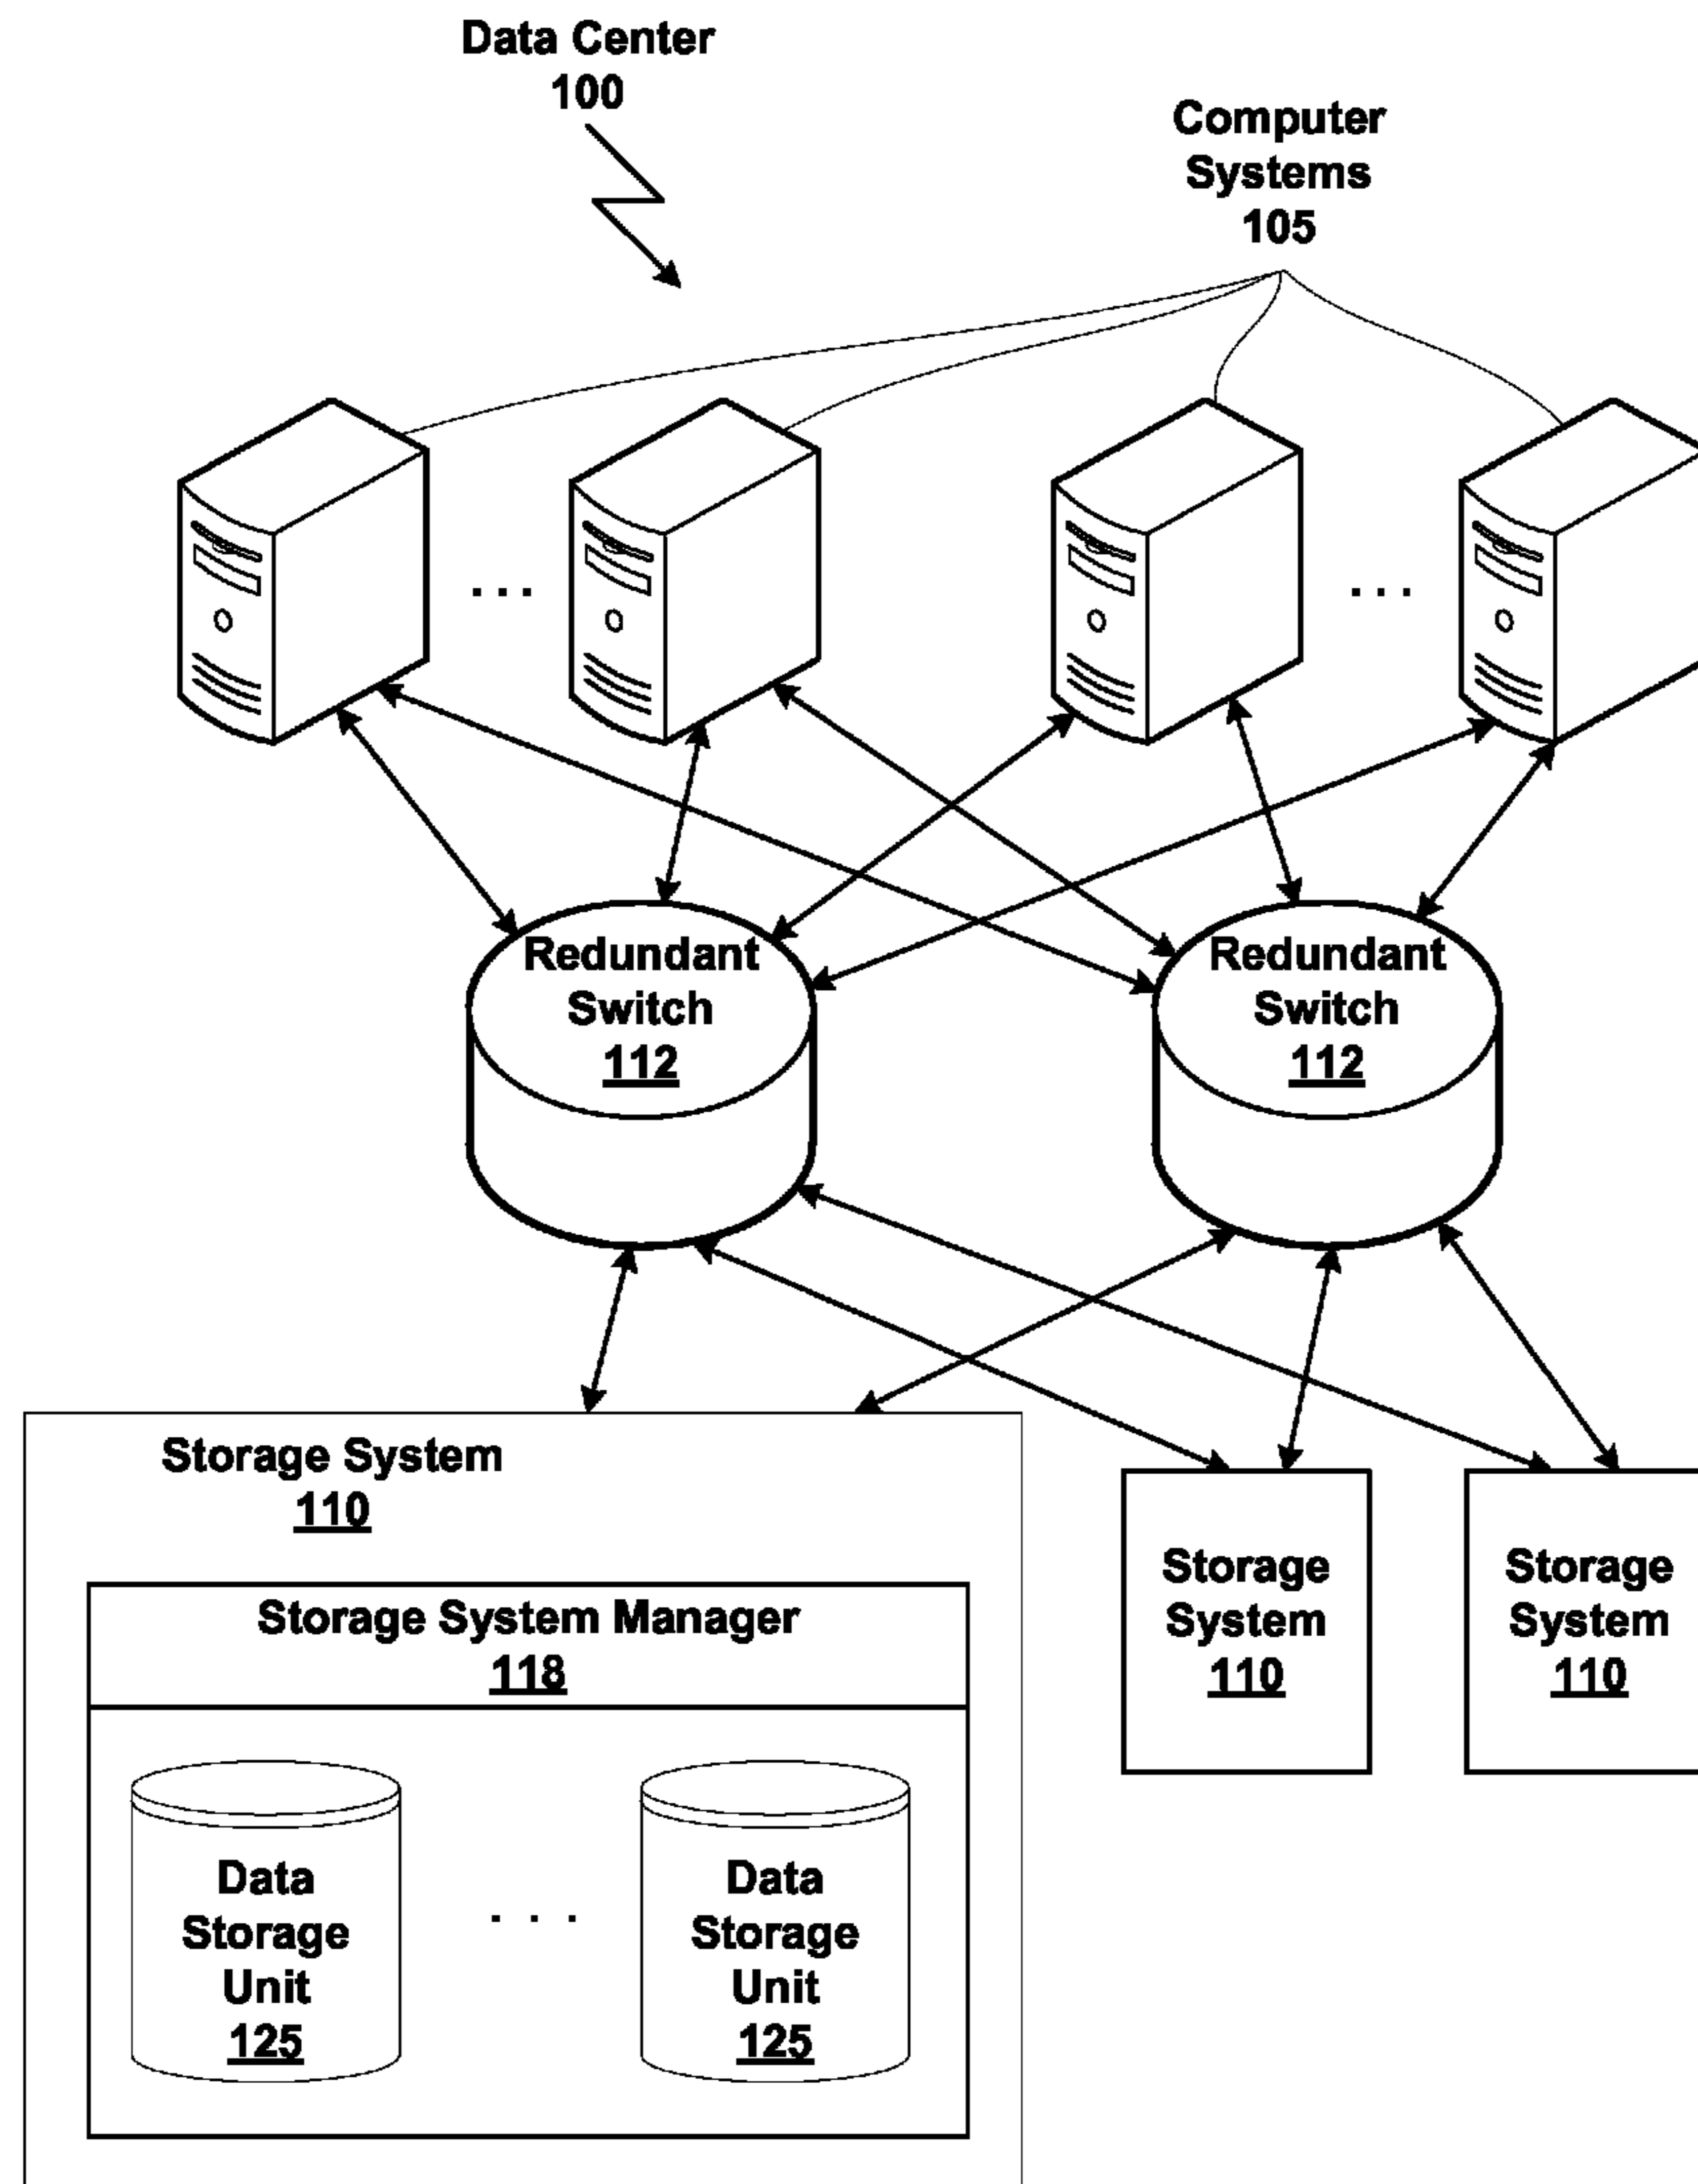 Data Center
100
Computer
Systems
105
. . .
. . .
Redundant
Switch
112
Redundant
Switch
112
Storage System
110
Storage System Manager
118
Data
Storage
Unit
125
. . .
Data
Storage
Unit
125
Storage
System
110
Storage
System
110